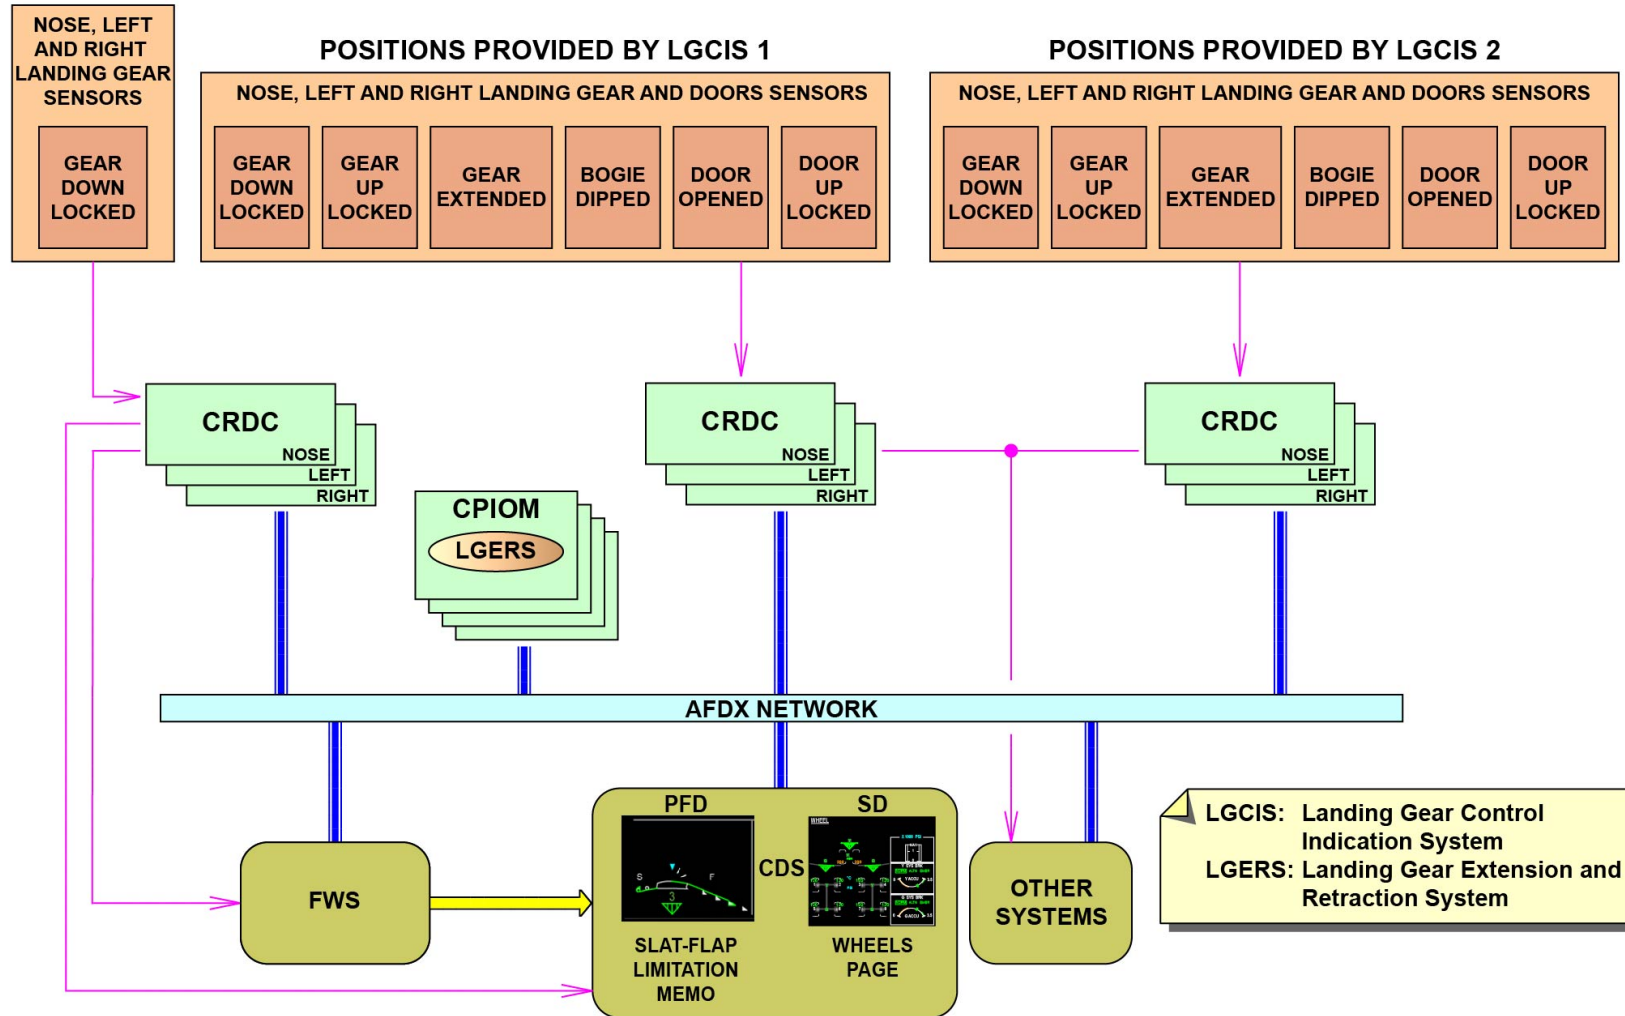 NOSE, LEFT
AND RIGHT
LANDING GEAR
SENSORS
GEAR
DOWN
LOCKED
POSITIONS PROVIDED BY LGCIS 1
NOSE, LEFT AND RIGHT LANDING GEAR AND DOORS SENSORS
GEAR
DOWN
LOCKED
GEAR
UP
LOCKED
GEAR
EXTENDED
BOGIE
DIPPED
DOOR
OPENED
DOOR
UP
LOCKED
POSITIONS PROVIDED BY LGCIS 2
NOSE, LEFT AND RIGHT LANDING GEAR AND DOORS SENSORS
GEAR
DOWN
LOCKED
GEAR
UP
LOCKED
GEAR
EXTENDED
BOGIE
DIPPED
DOOR
OPENED
DOOR
UP
LOCKED
CRDC
NOSE
LEFT
RIGHT
CPIOM
LGERS
CRDC
NOSE
LEFT
RIGHT
CRDC
NOSE
LEFT
RIGHT
AFDX NETWORK
FWS
PFD
S F
3
SLAT-FLAP
LIMITATION
MEMO
CDS
SD
WHEEL
WHEELS
PAGE
OTHER
SYSTEMS
LGCIS: Landing Gear Control
Indication System
LGERS: Landing Gear Extension and
Retraction System